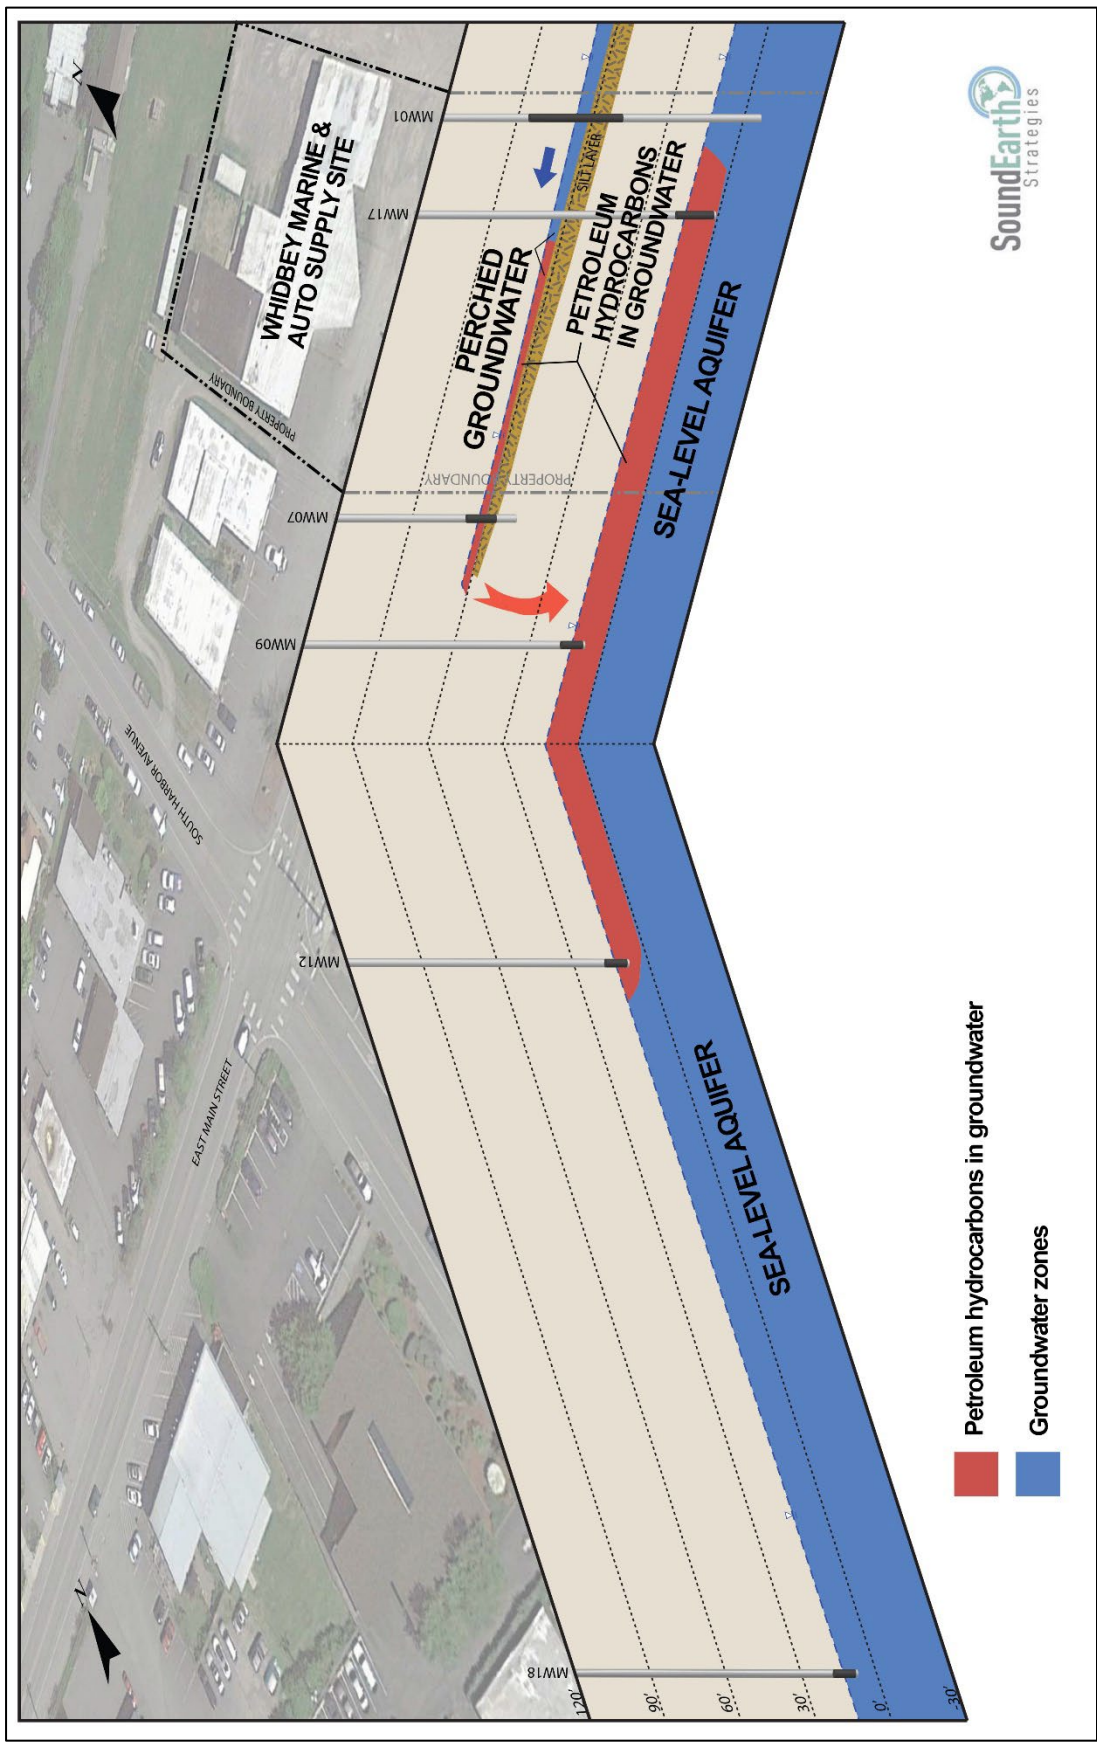 N
WHIDBEY MARINE &
AUTO SUPPLY SITE
PROPERTY BOUNDARY
SOUTH HARBOR AVENUE
EAST MAIN STREET
N
MW01
MW17
MW07
MW09
MW12
MW18
PERCHED
GROUNDWATER
SILT LAYER
PETROLEUM
HYDROCARBONS
IN GROUNDWATER
PROPERTY BOUNDARY
SEA-LEVEL AQUIFER
SEA-LEVEL AQUIFER
120'
90'
60'
30'
0'
-30'
Petroleum hydrocarbons in groundwater
Groundwater zones
SoundEarth
Strategies